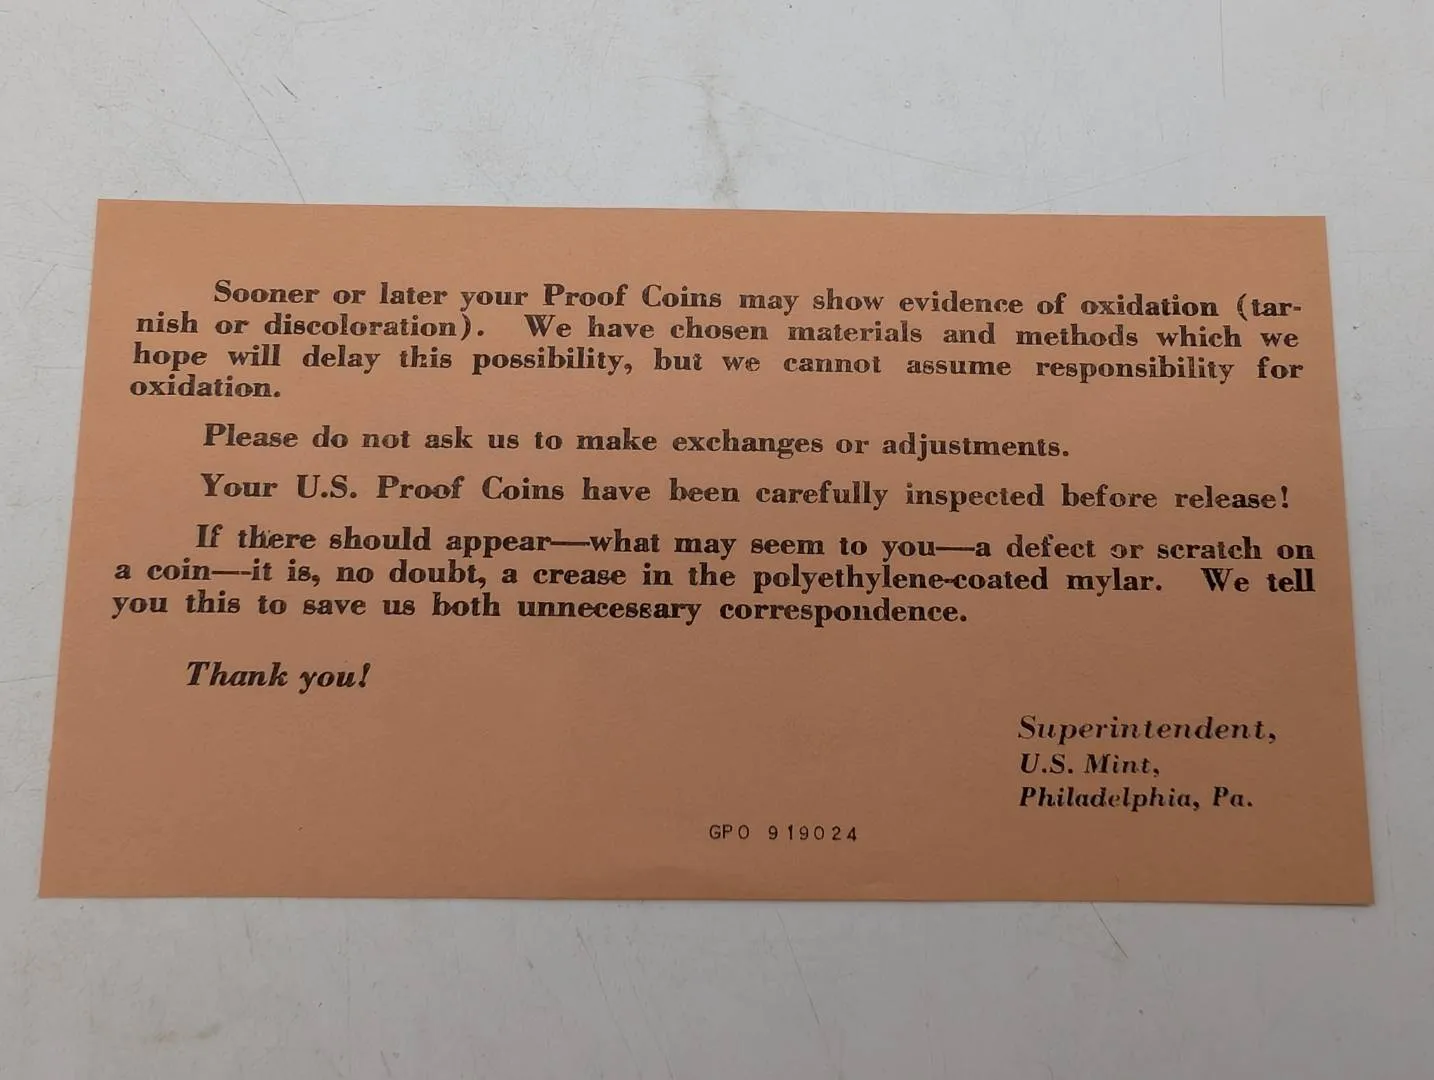 Sooner or later your Proof Coins may show evidence of oxidation (tar-
nish or discoloration). We have chosen materials and methods which we
hope will delay this possibility, but we cannot assume responsibility for
oxidation.
Please do not ask us to make exchanges or adjustments.
Your U.S. Proof Coins have been carefully inspected before release!
If there should appear—what may seem to you—a defect or scratch on
a coin—-it is, no doubt, a crease in the polyethylene-coated mylar. We tell
you this to save us both unnecessary correspondence.
Thank you!
Superintendent,
U.S. Mint,
Philadelphia, Pa.
GPO 919024